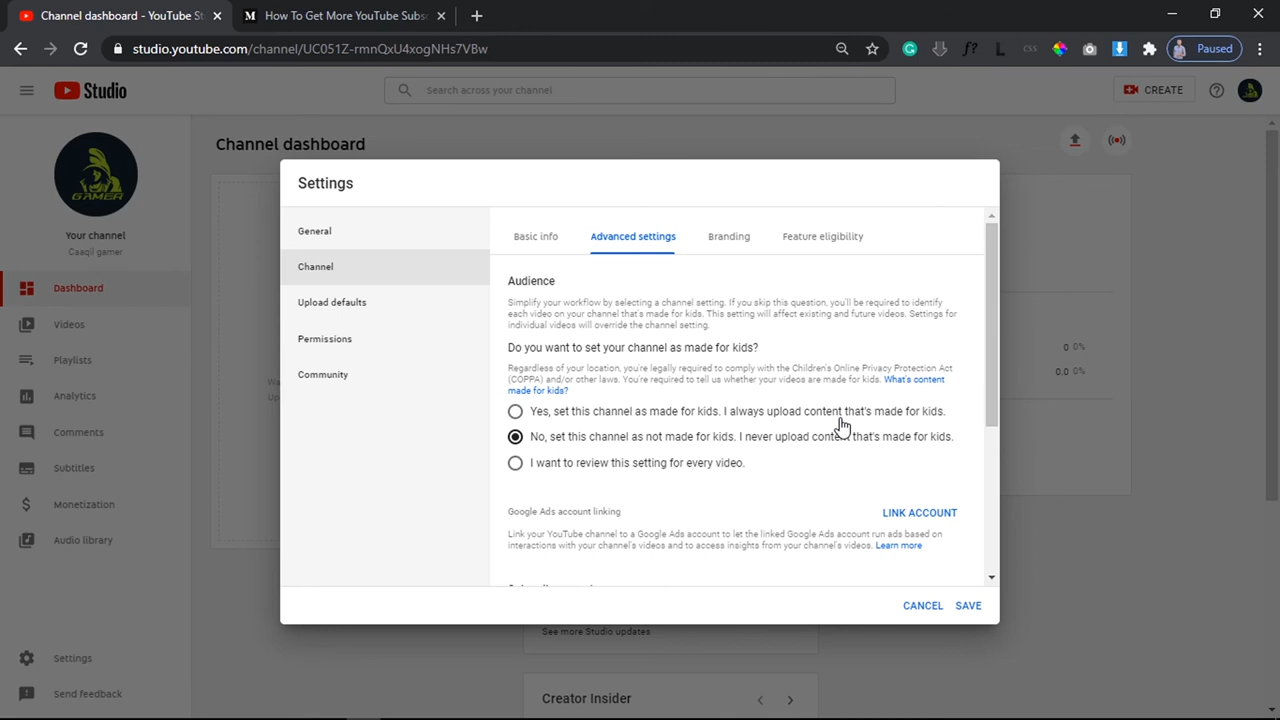 Channel dashboard - YouTube St
M How To Get More YouTube Subs
studio.youtube.com/channel/UC051Z-rmnQxU4xogNHs7VBw
f?
L
CSS
Paused
Studio
Search across your channel
CREATE
GAMER
Your channel
Caaqil gamer
Dashboard
Videos
Playlists
Analytics
Comments
Subtitles
Monetization
Audio library
Settings
Send feedback
Channel dashboard
Settings
General
Channel
Upload defaults
Permissions
Community
Basic info
Advanced settings
Branding
Feature eligibility
Audience
Simplify your workflow by selecting a channel setting. If you skip this question, you'll be required to identify
each video on your channel that's made for kids. This setting will affect existing and future videos. Settings for
individual videos will override the channel setting.
Do you want to set your channel as made for kids?
Regardless of your location, you're legally required to comply with the Children's Online Privacy Protection Act
(COPPA) and/or other laws. You're required to tell us whether your videos are made for kids. What's content
made for kids?
Yes, set this channel as made for kids. I always upload content that's made for kids.
No, set this channel as not made for kids. I never upload content that's made for kids.
I want to review this setting for every video.
Google Ads account linking
LINK ACCOUNT
Link your YouTube channel to a Google Ads account to let the linked Google Ads account run ads based on
interactions with your channel's videos and to access insights from your channel's videos. Learn more
CANCEL
SAVE
0 0%
0.0 0%
See more Studio updates
Creator Insider